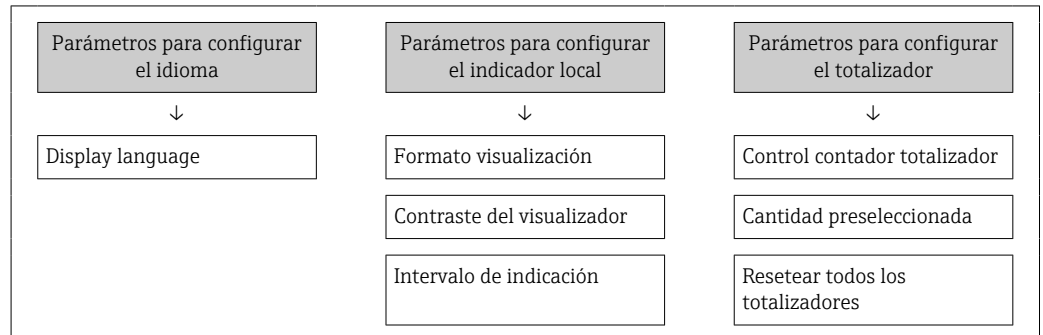 Parámetros para configurar
el idioma
↓
Display language
Parámetros para configurar
el indicador local
↓
Formato visualización
Contraste del visualizador
Intervalo de indicación
Parámetros para configurar
el totalizador
↓
Control contador totalizador
Cantidad preseleccionada
Resetear todos los
totalizadores